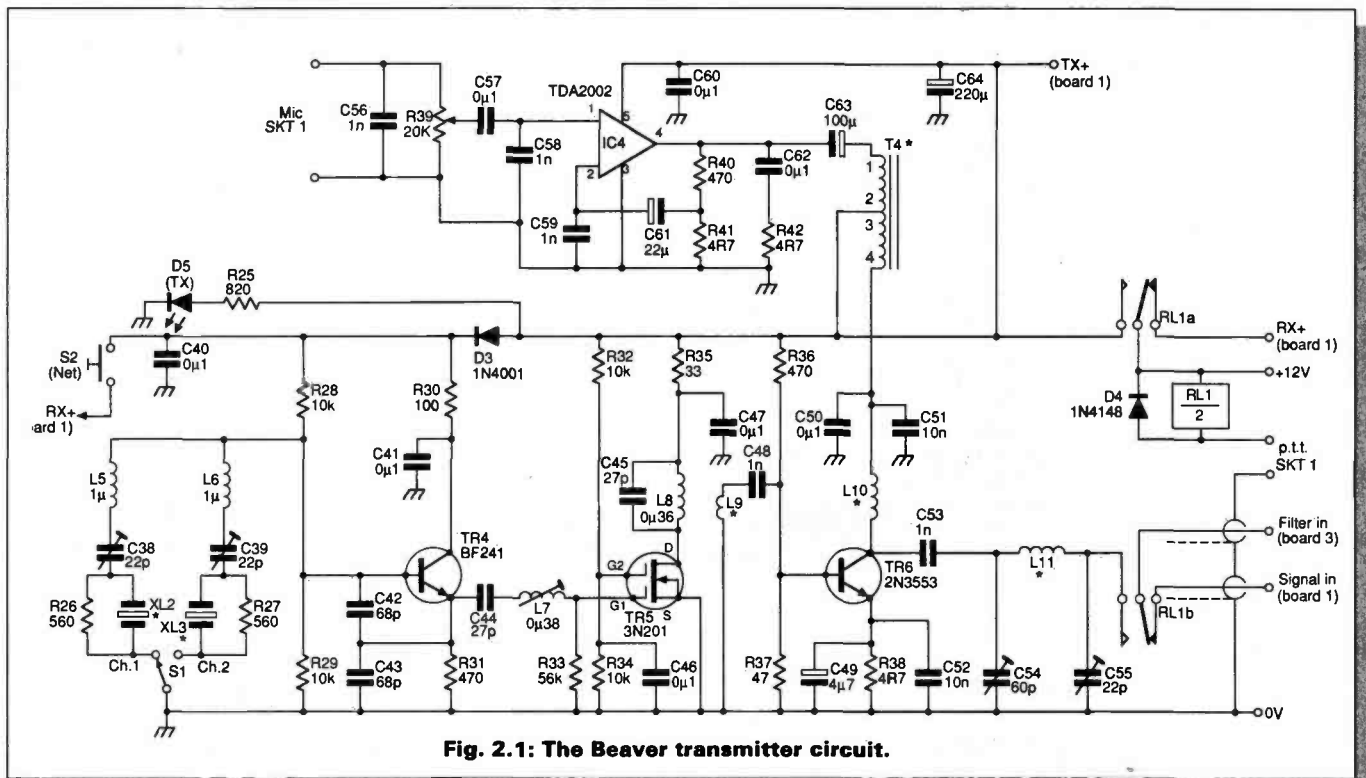 Mic
SKT 1
C56
1n
R39
20K
C57
0µ1
C58
1n
TDA2002
IC4
1
2
3
4
5
C59
1n
C60
0µ1
C61
22µ
R40
470
R41
4R7
C62
0µ1
R42
4R7
C63
100µ
C64
220µ
TX+
(board 1)
T4*
1
2
3
4
D5
(TX)
R25
820
S2
(Net)
RX+
ard 1)
C40
0µ1
D3
1N4001
R28
10k
R30
100
R32
10k
R35
33
R36
470
C41
0µ1
C45
27p
L8
0µ36
C47
0µ1
C48
1n
L9
*
C50
0µ1
C51
10n
L10
*
RL1a
RX+
(board 1)
+12V
D4
1N4148
RL1
2
p.t.t.
SKT 1
Filter in
(board 3)
Signal in
(board 1)
RL1b
0V
L5
1µ
L6
1µ
C38
22p
C39
22p
R26
560
XL2
*
XL3
*
R27
560
Ch.1
S1
Ch.2
R29
10k
C42
68p
C43
68p
TR4
BF241
R31
470
C44
27p
L7
0µ38
R33
56k
R34
10k
G2
G1
D
S
TR5
3N201
C46
0µ1
R37
47
C49
4µ7
R38
4R7
C52
10n
TR6
2N3553
C53
1n
L11
*
C54
60p
C55
22p
Fig. 2.1: The Beaver transmitter circuit.